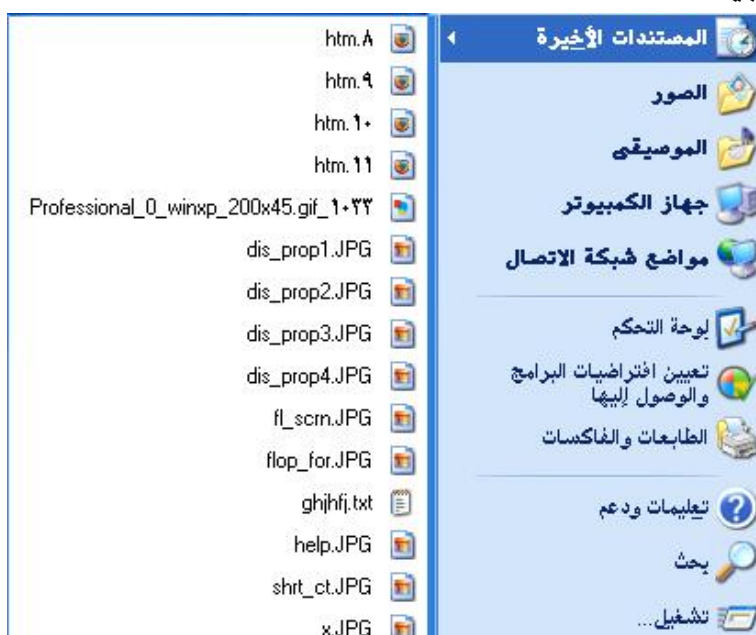 المستندات الأخيرة
الصور
الموسيقى
جهاز الكمبيوتر
مواضع شبكة الاتصال
لوحة التحكم
تعيين افتراضيات البرامج
والوصول إليها
الطابعات والفاكسات
تعليمات ودعم
بحث
تشغيل...
htm.٨
htm.٩
htm.١٠
htm.١١
Professional_0_winxp_200x45.gif_١٠٣٣
dis_prop1.JPG
dis_prop2.JPG
dis_prop3.JPG
dis_prop4.JPG
fl_scrn.JPG
flop_for.JPG
ghjhfj.txt
help.JPG
shrt_ct.JPG
x.JPG